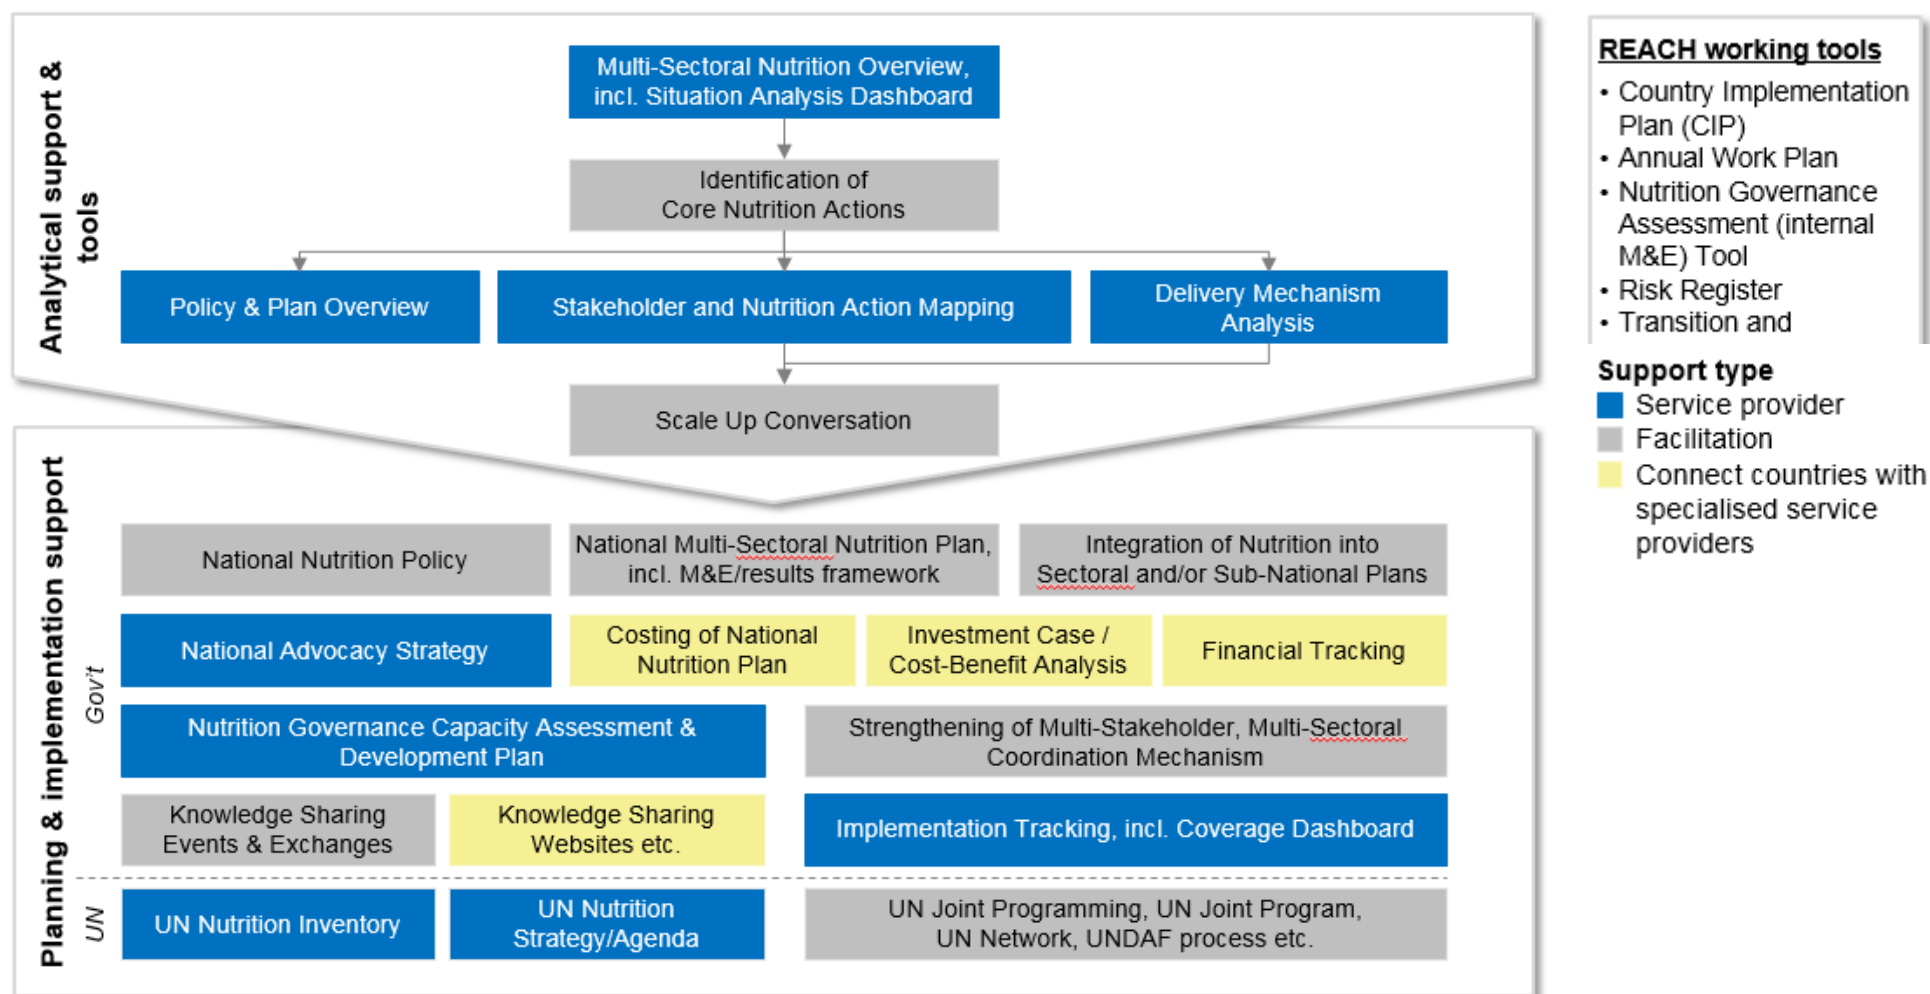 Analytical support &
tools
Multi-Sectoral Nutrition Overview,
incl. Situation Analysis Dashboard
Identification of
Core Nutrition Actions
Policy & Plan Overview
Stakeholder and Nutrition Action Mapping
Delivery Mechanism
Analysis
Scale Up Conversation
Planning & implementation support
Gov't
National Nutrition Policy
National Multi-Sectoral Nutrition Plan,
incl. M&E/results framework
Integration of Nutrition into
Sectoral and/or Sub-National Plans
National Advocacy Strategy
Costing of National
Nutrition Plan
Investment Case /
Cost-Benefit Analysis
Financial Tracking
Nutrition Governance Capacity Assessment &
Development Plan
Strengthening of Multi-Stakeholder, Multi-Sectoral
Coordination Mechanism
Knowledge Sharing
Events & Exchanges
Knowledge Sharing
Websites etc.
Implementation Tracking, incl. Coverage Dashboard
UN
UN Nutrition Inventory
UN Nutrition
Strategy/Agenda
UN Joint Programming, UN Joint Program,
UN Network, UNDAF process etc.
REACH working tools
• Country Implementation
Plan (CIP)
• Annual Work Plan
• Nutrition Governance
Assessment (internal
M&E) Tool
• Risk Register
• Transition and
Support type
Service provider
Facilitation
Connect countries with
specialised service
providers